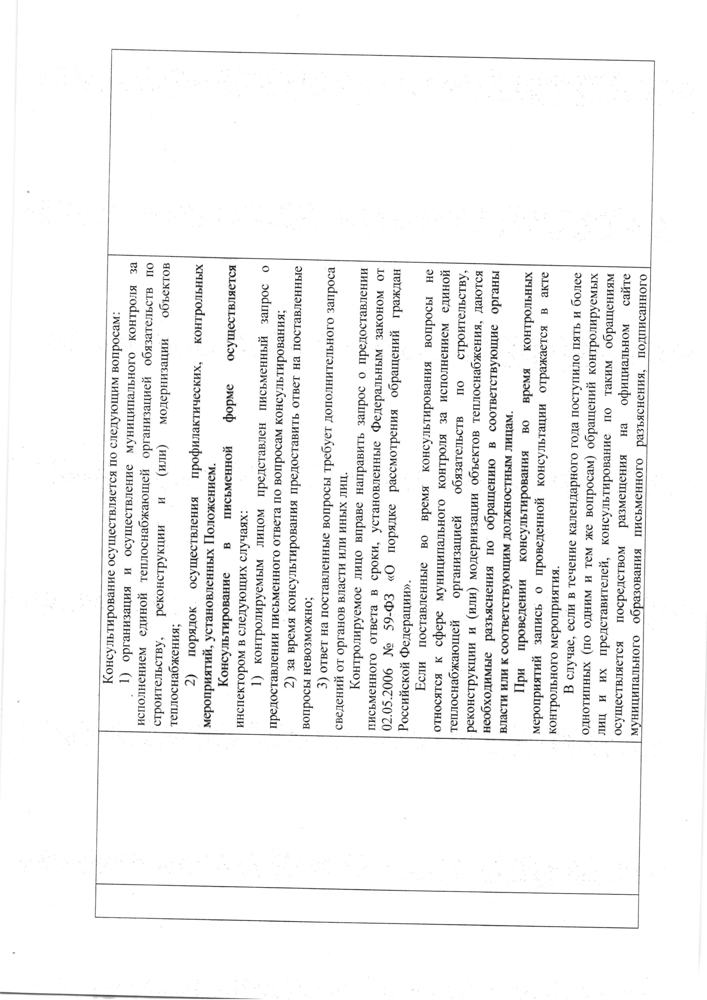 Консультирование осуществляется по следующим вопросам:
1) организация и осуществление муниципального контроля за
исполнением единой теплоснабжающей организацией обязательств по
строительству, реконструкции и (или) модернизации объектов
теплоснабжения;
2) порядок осуществления профилактических, контрольных
мероприятий, установленных Положением.
Консультирование в письменной форме осуществляется
инспектором в следующих случаях:
1) контролируемым лицом представлен письменный запрос о
предоставлении письменного ответа по вопросам консультирования;
2) за время консультирования предоставить ответ на поставленные
вопросы невозможно;
3) ответ на поставленные вопросы требует дополнительного запроса
сведений от органов власти или иных лиц.
Контролируемое лицо вправе направить запрос о предоставлении
письменного ответа в сроки, установленные Федеральным законом от
02.05.2006 № 59-ФЗ «О порядке рассмотрения обращений граждан
Российской Федерации».
Если поставленные во время консультирования вопросы не
относятся к сфере муниципального контроля за исполнением единой
теплоснабжающей организацией обязательств по строительству,
реконструкции и (или) модернизации объектов теплоснабжения, даются
необходимые разъяснения по обращению в соответствующие органы
власти или к соответствующим должностным лицам.
При проведении консультирования во время контрольных
мероприятий запись о проведенной консультации отражается в акте
контрольного мероприятия.
В случае, если в течение календарного года поступило пять и более
однотипных (по одним и тем же вопросам) обращений контролируемых
лиц и их представителей, консультирование по таким обращениям
осуществляется посредством размещения на официальном сайте
муниципального образования письменного разъяснения, подписанного